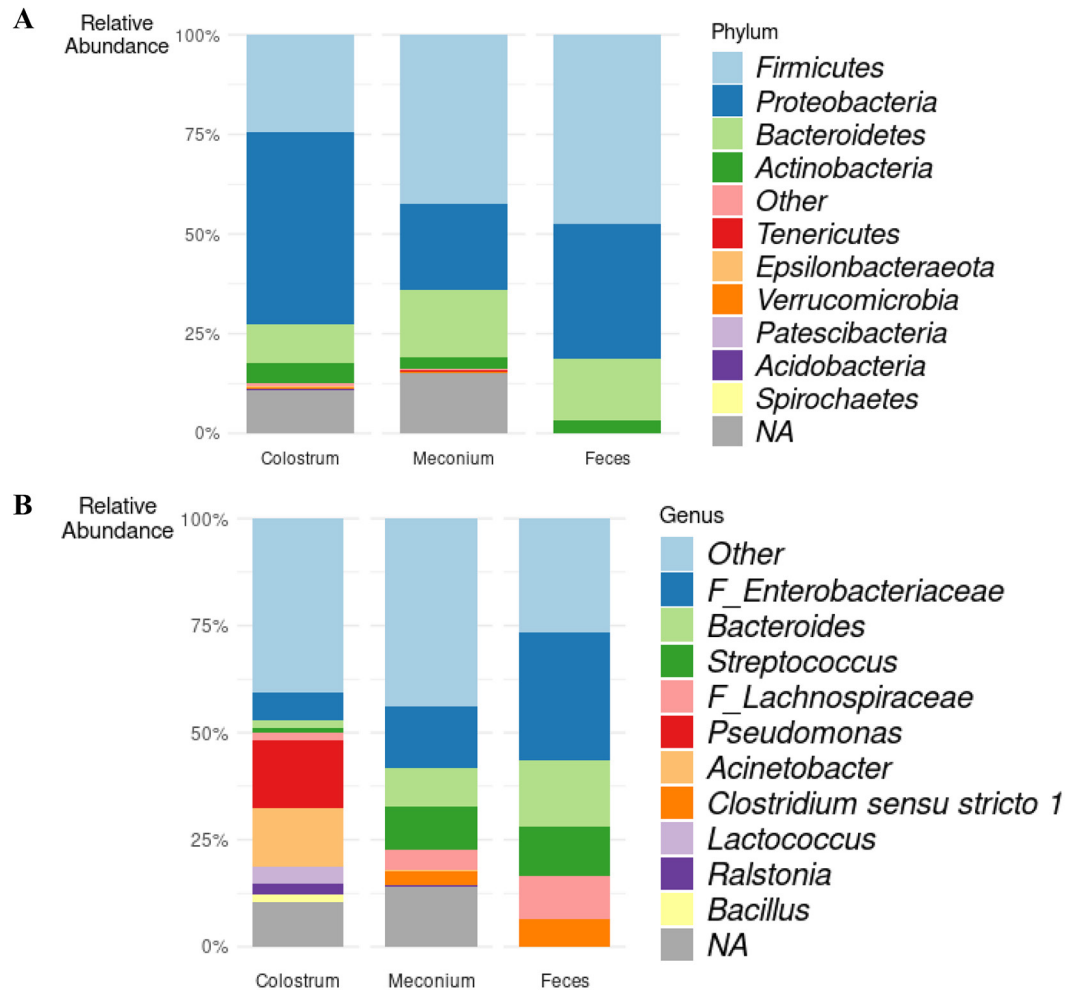 A
Relative
Abundance
100%
75%
50%
25%
0%
Colostrum
Meconium
Feces
Phylum
Firmicutes
Proteobacteria
Bacteroidetes
Actinobacteria
Other
Tenericutes
Epsilonbacteraeota
Verrucomicrobia
Patescibacteria
Acidobacteria
Spirochaetes
NA
B
Relative
Abundance
100%
75%
50%
25%
0%
Colostrum
Meconium
Feces
Genus
Other
F_Enterobacteriaceae
Bacteroides
Streptococcus
F_Lachnospiraceae
Pseudomonas
Acinetobacter
Clostridium sensu stricto 1
Lactococcus
Ralstonia
Bacillus
NA